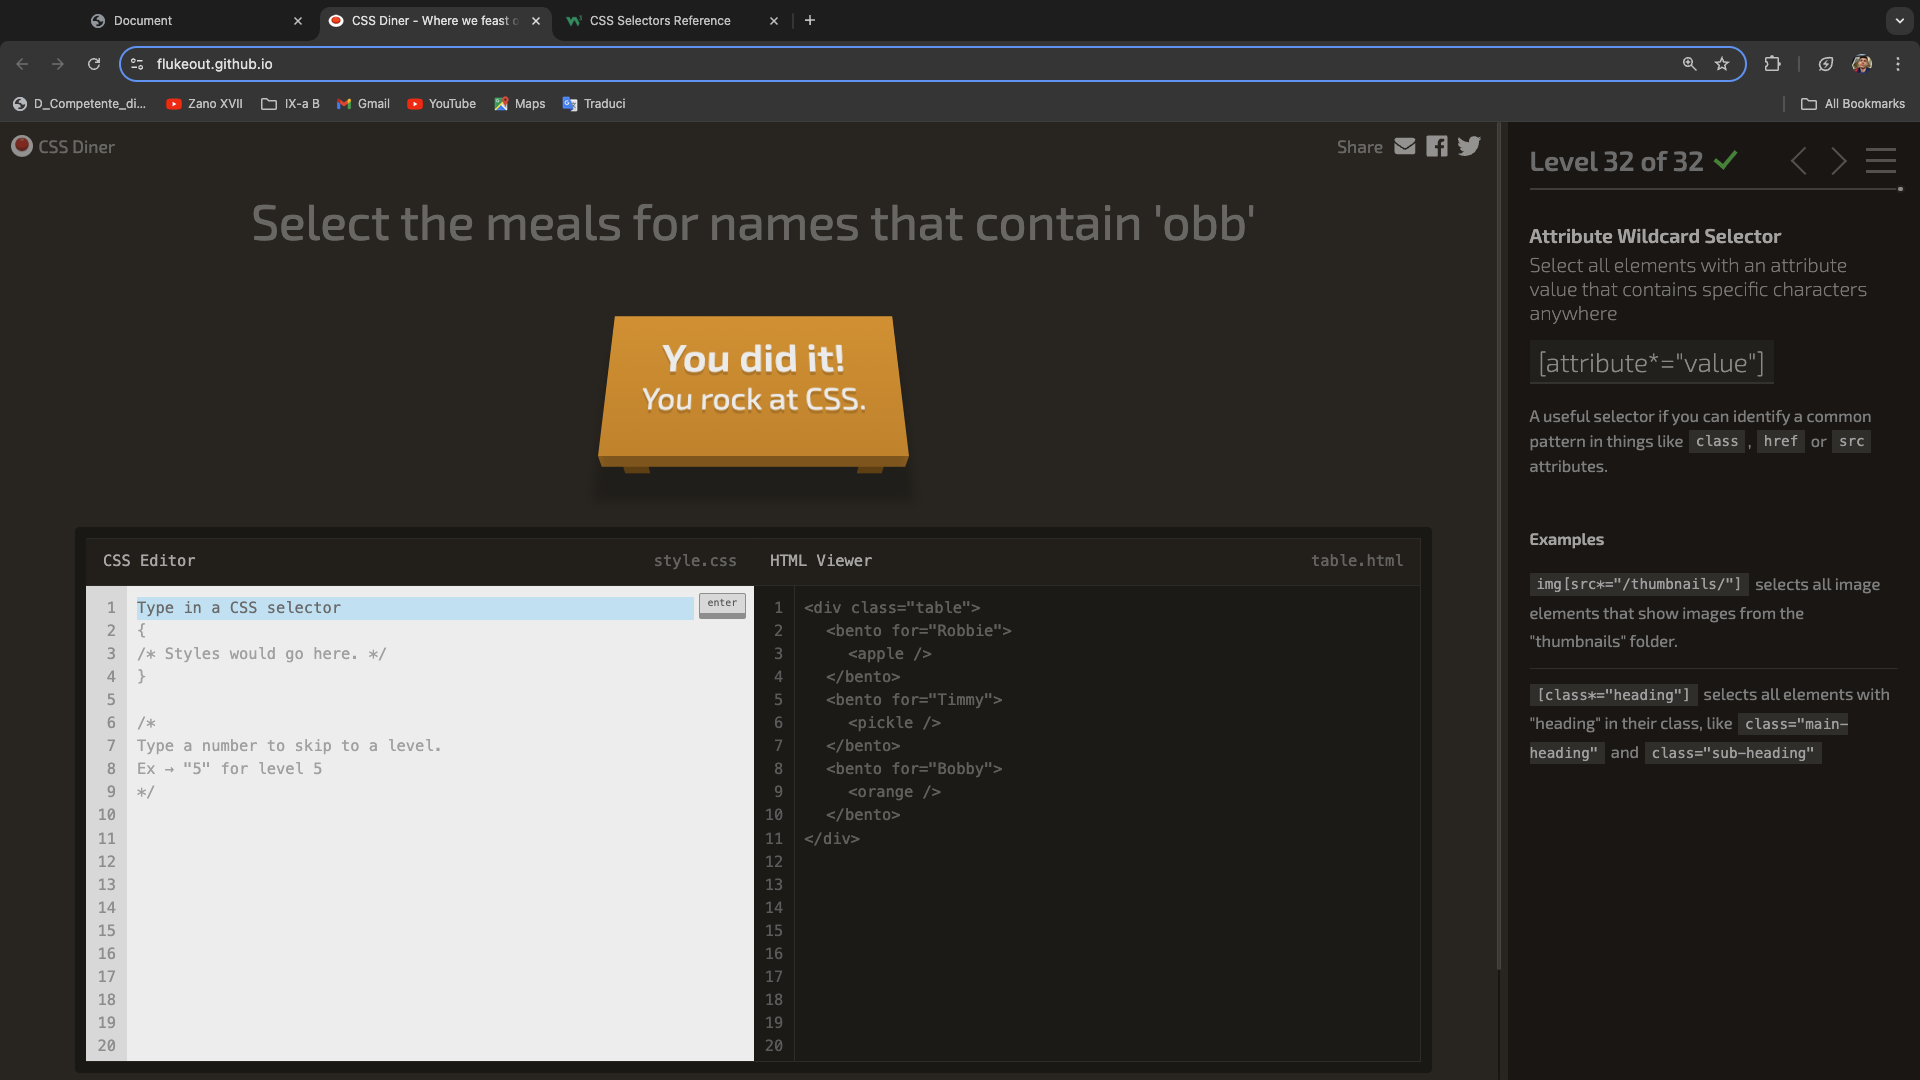 Document
CSS Diner - Where we feast o
CSS Selectors Reference
flukeout.github.io
D_Competente_di...
Zano XVII
IX-a B
Gmail
YouTube
Maps
Traduci
All Bookmarks
CSS Diner
Share
Select the meals for names that contain 'obb'
You did it!
You rock at CSS.
CSS Editor
style.css
1 Type in a CSS selector
enter
2 {
3 /* Styles would go here. */
4 }
5
6 /*
7 Type a number to skip to a level.
8 Ex → "5" for level 5
9 */
10
11
12
13
14
15
16
17
18
19
20
HTML Viewer
table.html
1 <div class="table">
2 <bento for="Robbie">
3 <apple />
4 </bento>
5 <bento for="Timmy">
6 <pickle />
7 </bento>
8 <bento for="Bobby">
9 <orange />
10 </bento>
11 </div>
12
13
14
15
16
17
18
19
20
Level 32 of 32
Attribute Wildcard Selector
Select all elements with an attribute
value that contains specific characters
anywhere
[attribute*="value"]
A useful selector if you can identify a common
pattern in things like class , href or src
attributes.
Examples
img[src*="/thumbnails/"] selects all image
elements that show images from the
"thumbnails" folder.
[class*="heading"] selects all elements with
"heading" in their class, like class="main-
heading" and class="sub-heading"